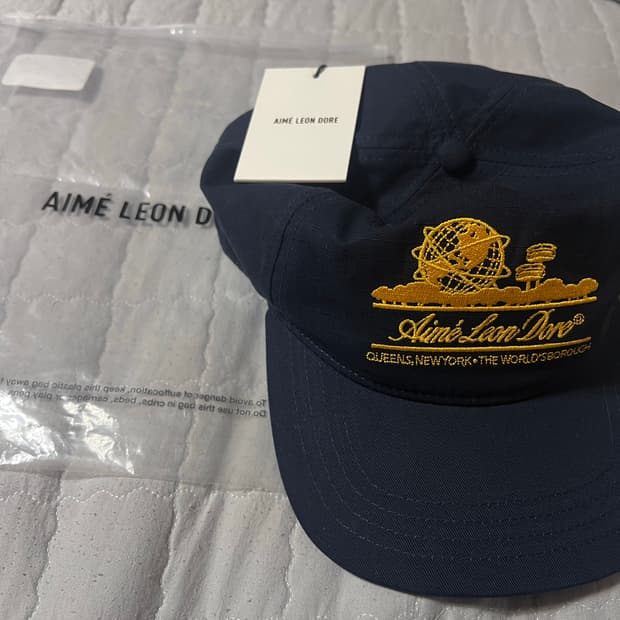 AIMÉ LEON DORE
AIMÉ LEON D
Aimé Leon Dore®
QUEENS, NEW YORK • THE WORLD'S BOROUGH
To avoid danger of suffocation, keep this plastic bag away f
Do not use this bag in cribs, beds, carriages, or play pens